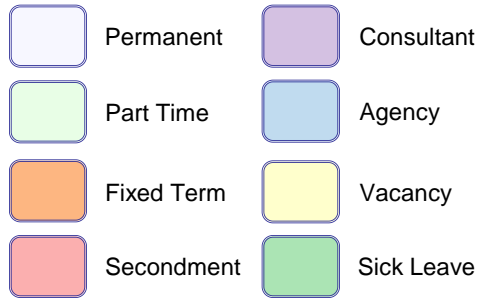 Permanent
Consultant
Part Time
Agency
Fixed Term
Vacancy
Secondment
Sick Leave